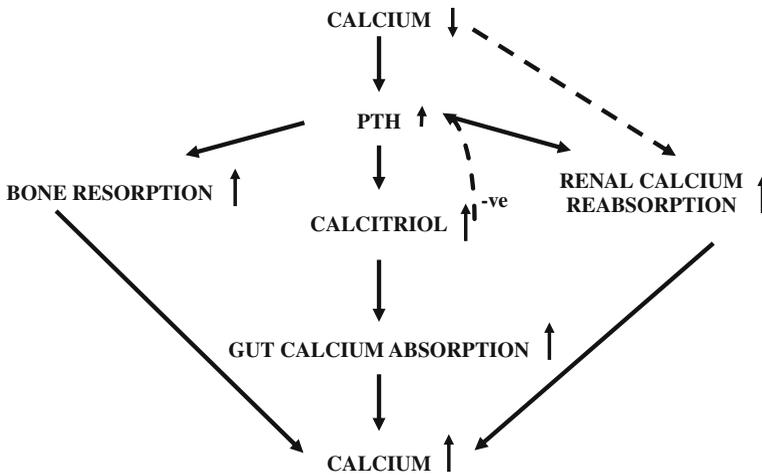 CALCIUM
PTH
BONE RESORPTION
RENAL CALCIUM
REABSORPTION
-ve
CALCITRIOL
GUT CALCIUM ABSORPTION
CALCIUM